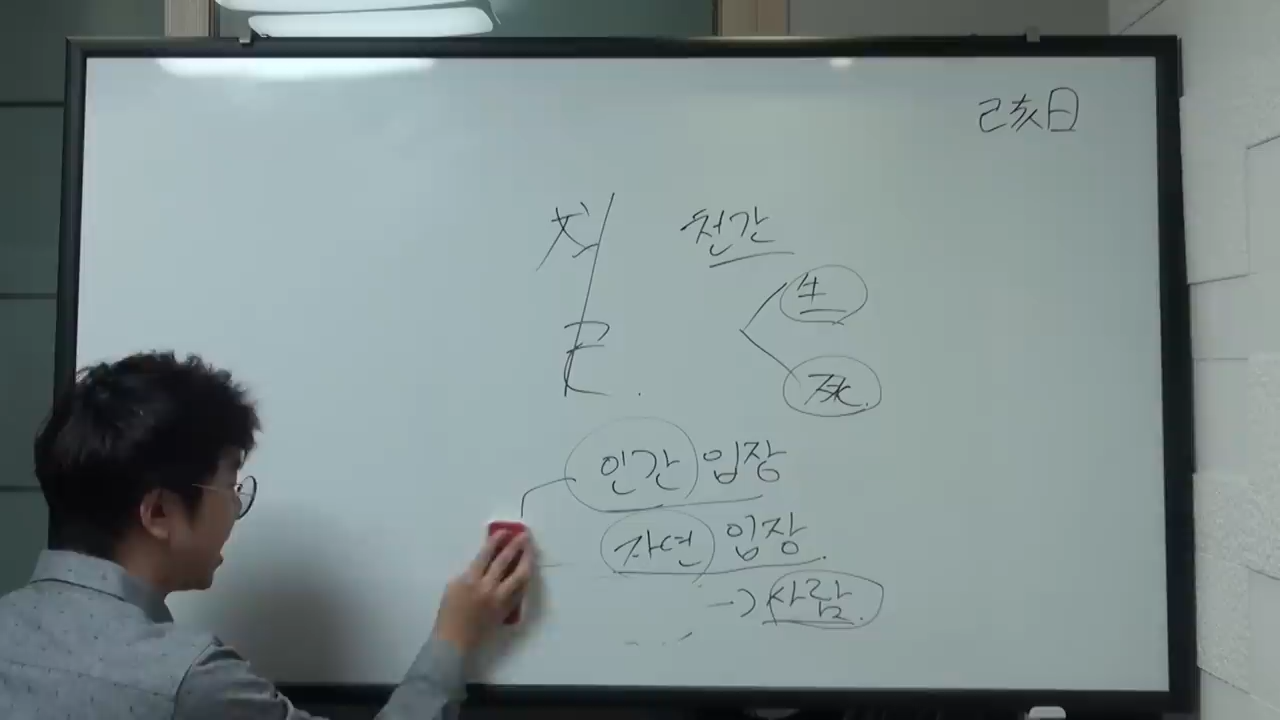 己亥日
천간
生
死
인간 입장
자연 입장
→ 사람